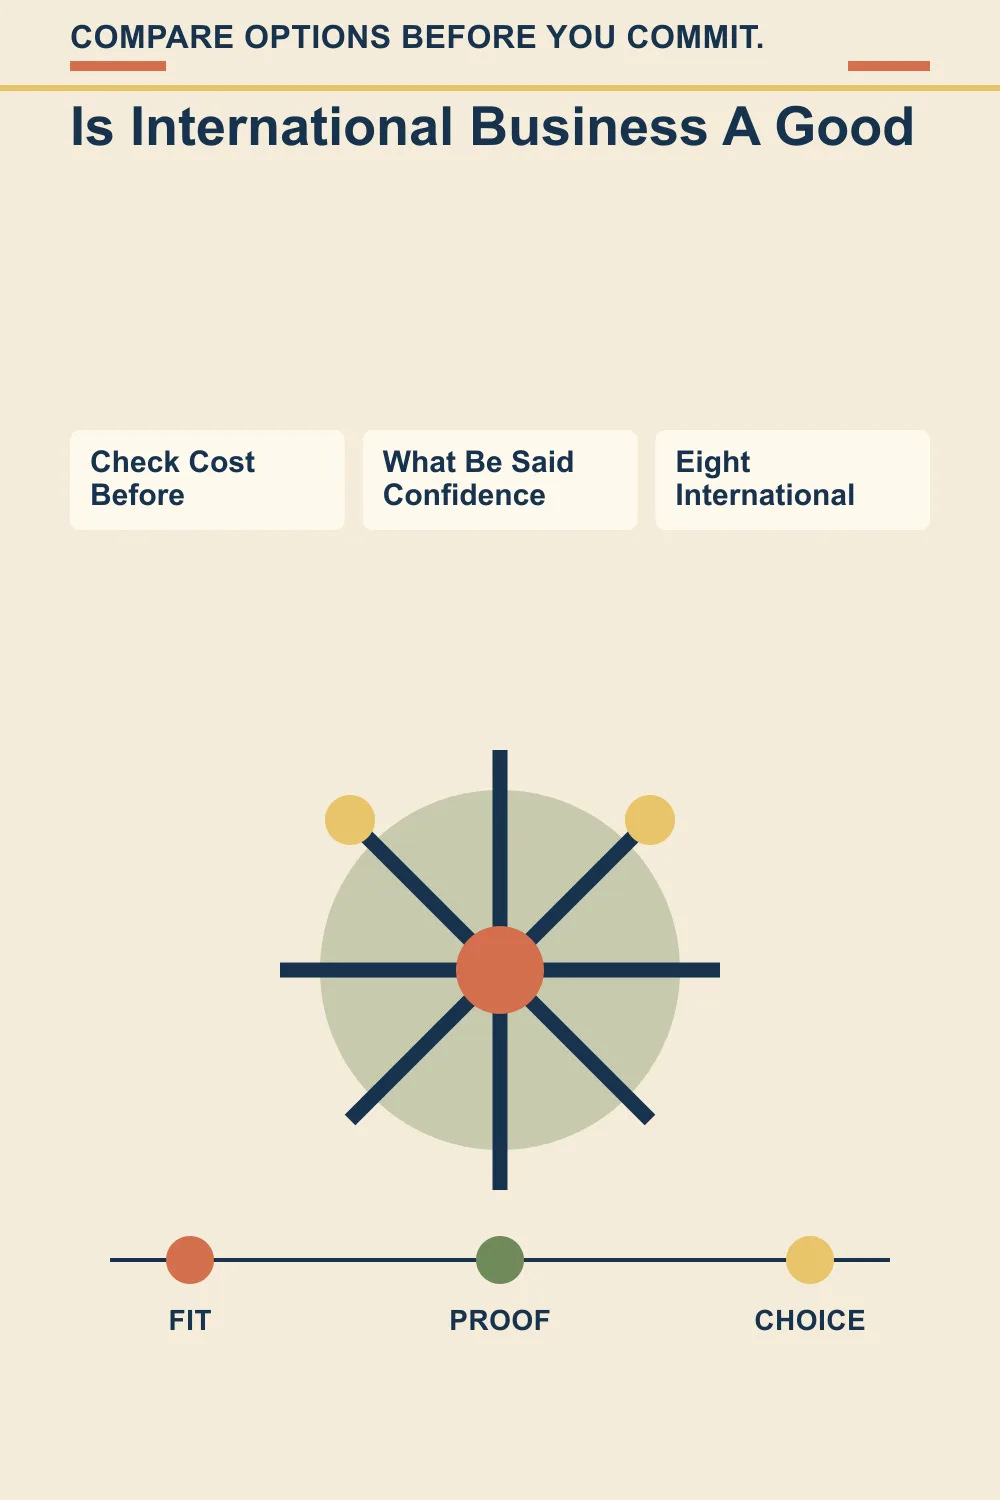 COMPARE OPTIONS BEFORE YOU COMMIT.
Is International Business A Good
Check Cost
Before
What Be Said
Confidence
Eight
International
FIT
PROOF
CHOICE